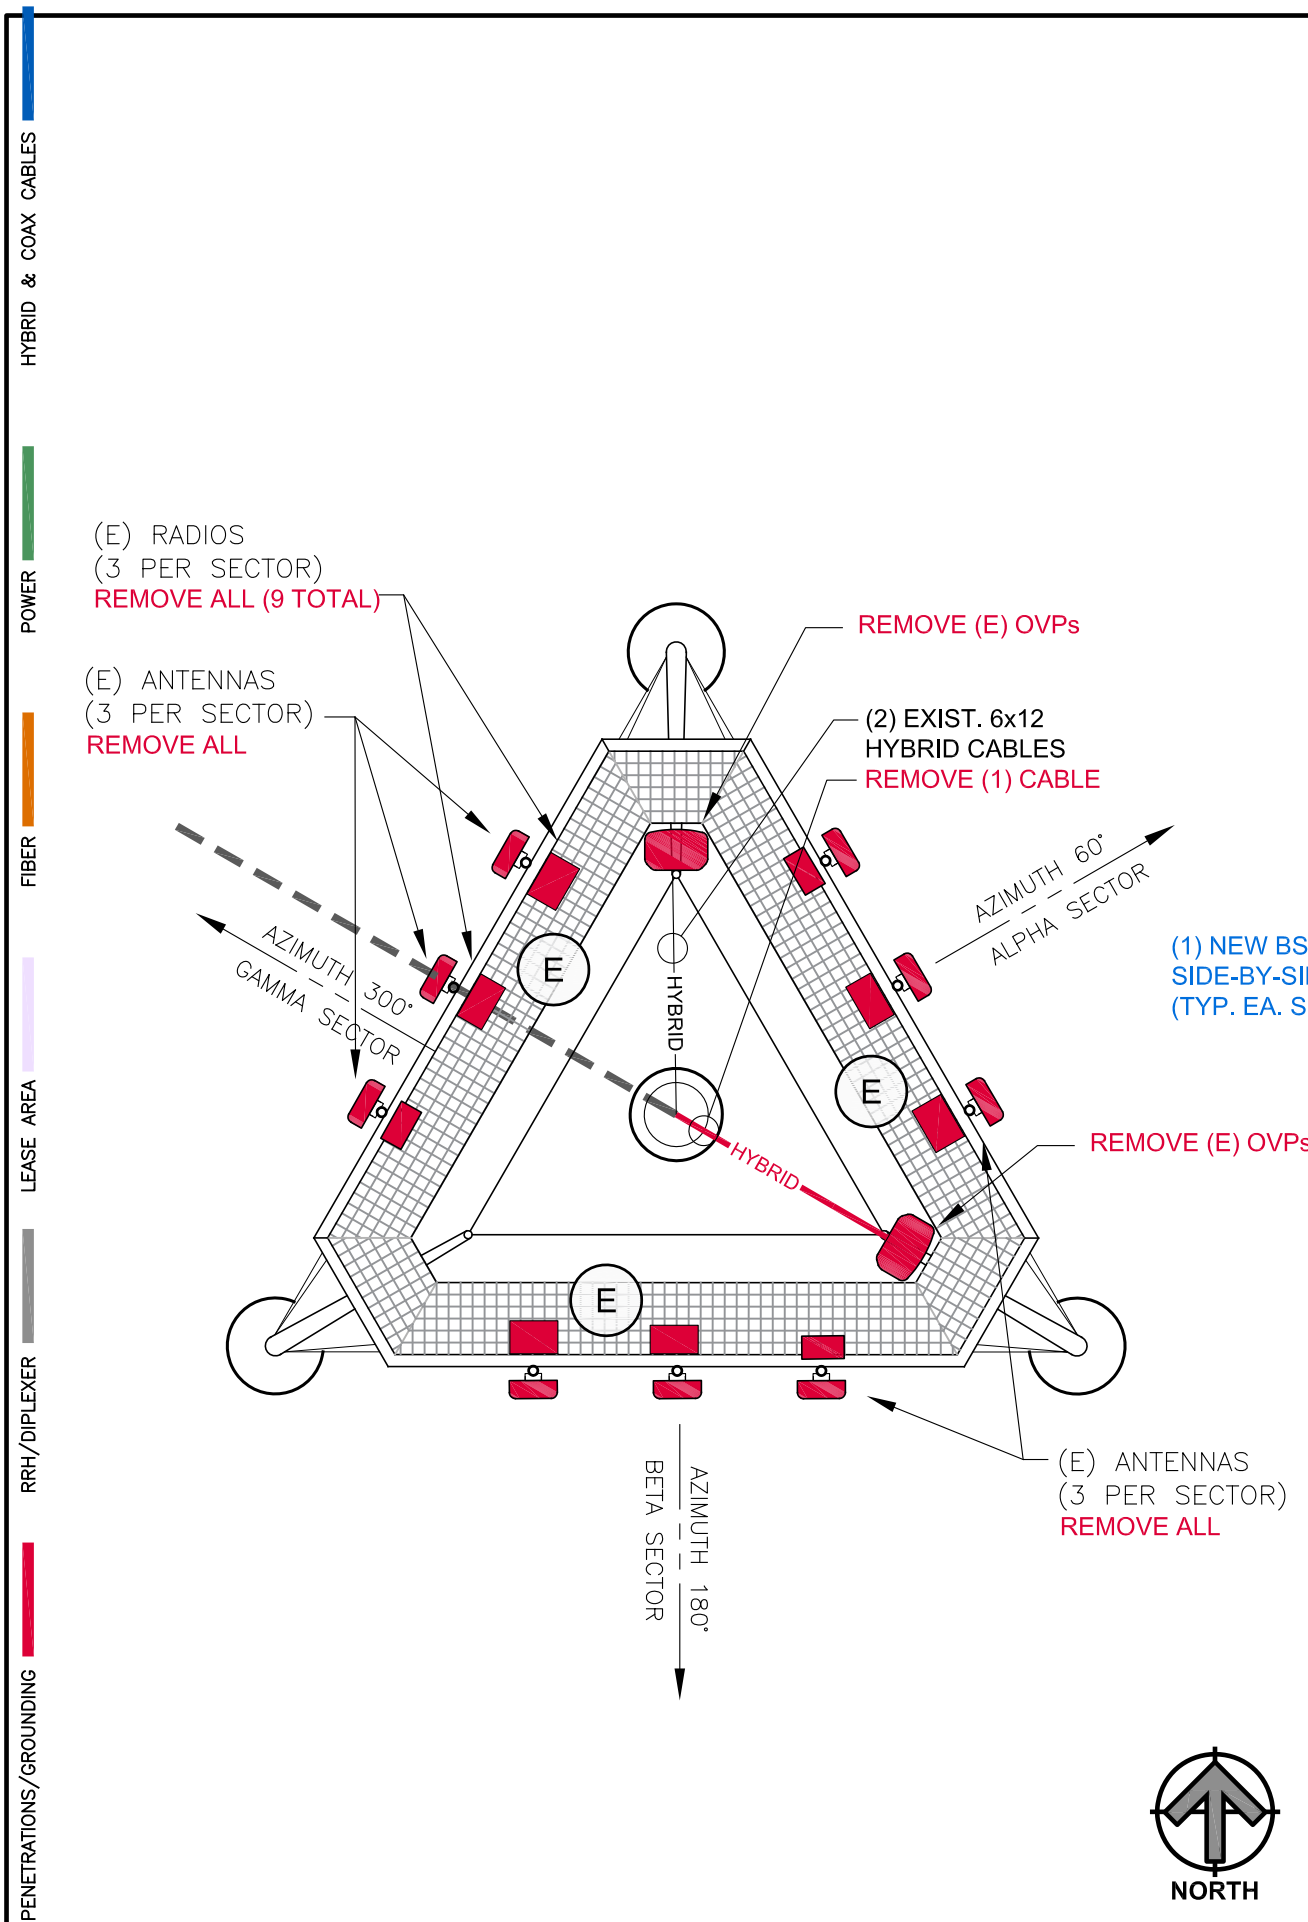 HYBRID & COAX CABLES
POWER
FIBER
LEASE AREA
RRH/DIPLEXER
PENETRATIONS/GROUNDING
(E) RADIOS
(3 PER SECTOR)
REMOVE ALL (9 TOTAL)
(E) ANTENNAS
(3 PER SECTOR)
REMOVE ALL
REMOVE (E) OVPs
(2) EXIST. 6x12
HYBRID CABLES
REMOVE (1) CABLE
AZIMUTH 60°
ALPHA SECTOR
AZIMUTH 300°
GAMMA SECTOR
(1) NEW BS
SIDE-BY-SI
(TYP. EA. S
E
HYBRID
E
HYBRID
REMOVE (E) OVPs
E
AZIMUTH 180°
BETA SECTOR
(E) ANTENNAS
(3 PER SECTOR)
REMOVE ALL
NORTH